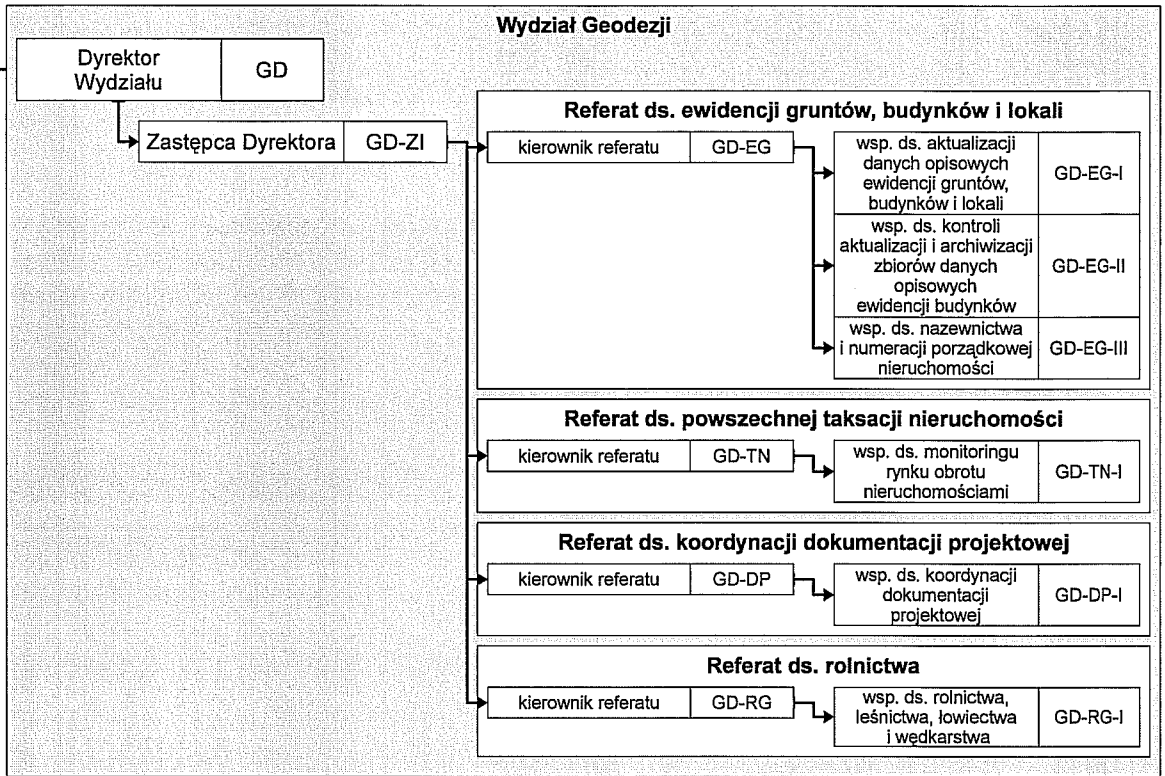 Wydział Geodezji
Dyrektor
Wydziału
GD
Zastępca Dyrektora
GD-ZI
Referat ds. ewidencji gruntów, budynków i lokali
kierownik referatu
GD-EG
wsp. ds. aktualizacji
danych opisowych
ewidencji gruntów,
budynków i lokali
GD-EG-I
wsp. ds. kontroli
aktualizacji i archiwizacji
zbiorów danych
opisowych
ewidencji budynków
GD-EG-II
wsp. ds. nazewnictwa
i numeracji porządkowej
nieruchomości
GD-EG-III
Referat ds. powszechnej taksacji nieruchomości
kierownik referatu
GD-TN
wsp. ds. monitoringu
rynku obrotu
nieruchomościami
GD-TN-I
Referat ds. koordynacji dokumentacji projektowej
kierownik referatu
GD-DP
wsp. ds. koordynacji
dokumentacji
projektowej
GD-DP-I
Referat ds. rolnictwa
kierownik referatu
GD-RG
wsp. ds. rolnictwa,
leśnictwa, łowiectwa
i wędkarstwa
GD-RG-I